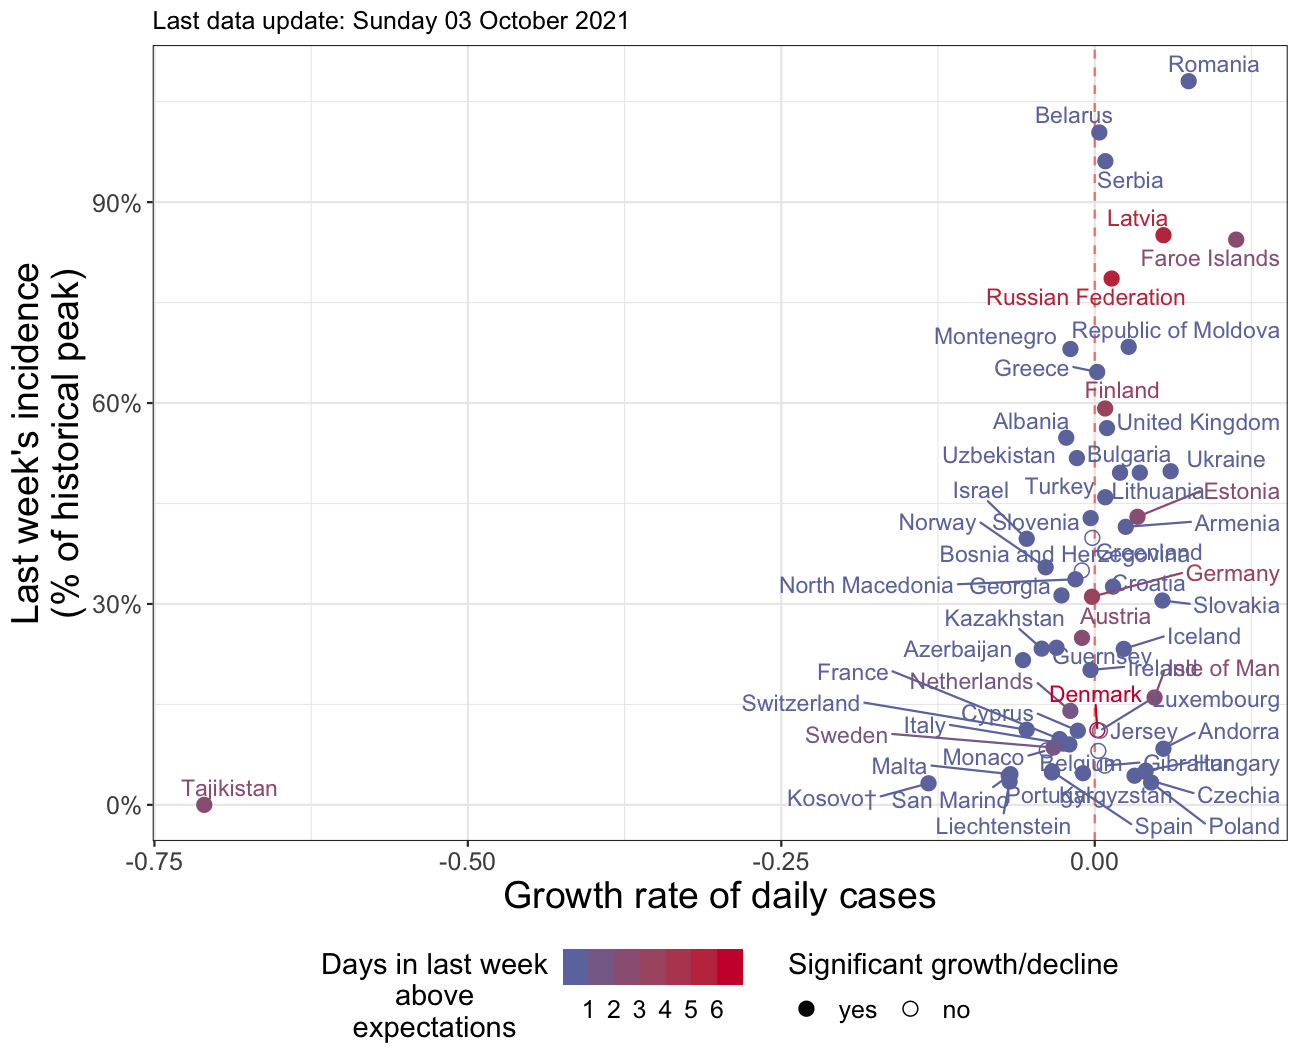 Last data update: Sunday 03 October 2021
Last week's incidence
(% of historical peak)
90%
60%
30%
0%
Romania
Belarus
Serbia
Latvia
Faroe Islands
Russian Federation
Montenegro
Republic of Moldova
Greece
Finland
Albania
United Kingdom
Uzbekistan
Bulgaria
Ukraine
Israel
Turkey
Lithuania
Estonia
Norway
Slovenia
Armenia
Bosnia and Herzegovina
Greenland
North Macedonia
Georgia
Croatia
Germany
Slovakia
Kazakhstan
Austria
Azerbaijan
Guernsey
Iceland
France
Netherlands
Ireland
Isle of Man
Switzerland
Denmark
Luxembourg
Italy
Cyprus
Jersey
Andorra
Sweden
Monaco
Belgium
Gibraltar
Hungary
Malta
Tajikistan
Kosovo†
San Marino
Portugal
Kyrgyzstan
Czechia
Liechtenstein
Spain
Poland
-0.75
-0.50
-0.25
0.00
Growth rate of daily cases
Days in last week
above
expectations
1 2 3 4 5 6
Significant growth/decline
yes
no